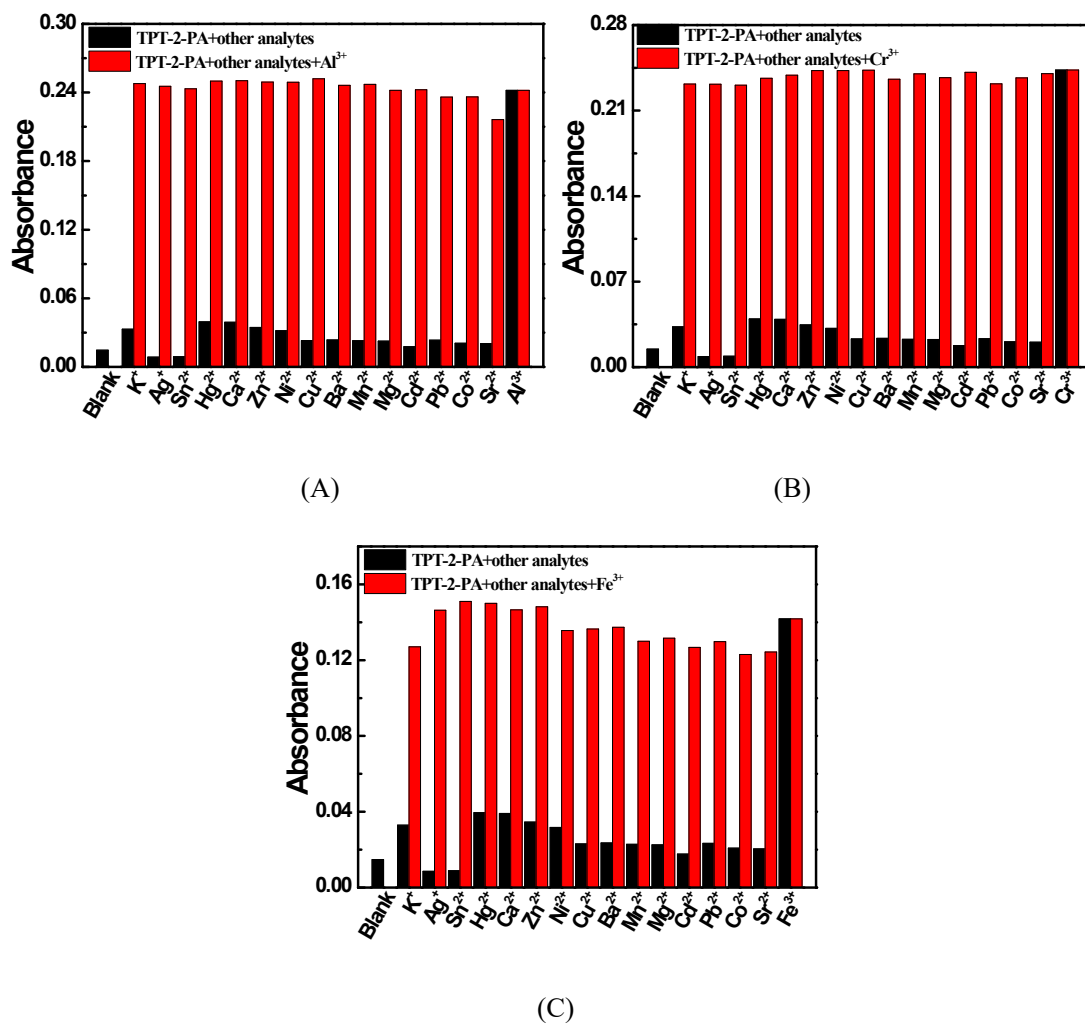 TPT-2-PA+other analytes
TPT-2-PA+other analytes+Al³⁺
Absorbance
0.30
0.24
0.18
0.12
0.06
0.00
Blank K⁺ Ag⁺ Sn²⁺ Hg²⁺ Ca²⁺ Zn²⁺ Ni²⁺ Cu²⁺ Ba²⁺ Mn²⁺ Mg²⁺ Cd²⁺ Pb²⁺ Co²⁺ Sr²⁺ Al³⁺
(A)
TPT-2-PA+other analytes
TPT-2-PA+other analytes+Cr³⁺
Absorbance
0.28
0.21
0.14
0.07
0.00
Blank K⁺ Ag⁺ Sn²⁺ Hg²⁺ Ca²⁺ Zn²⁺ Ni²⁺ Cu²⁺ Ba²⁺ Mn²⁺ Mg²⁺ Cd²⁺ Pb²⁺ Co²⁺ Sr²⁺ Cr³⁺
(B)
TPT-2-PA+other analytes
TPT-2-PA+other analytes+Fe³⁺
Absorbance
0.16
0.12
0.08
0.04
0.00
Blank K⁺ Ag⁺ Sn²⁺ Hg²⁺ Ca²⁺ Zn²⁺ Ni²⁺ Cu²⁺ Ba²⁺ Mn²⁺ Mg²⁺ Cd²⁺ Pb²⁺ Co²⁺ Sr²⁺ Fe³⁺
(C)